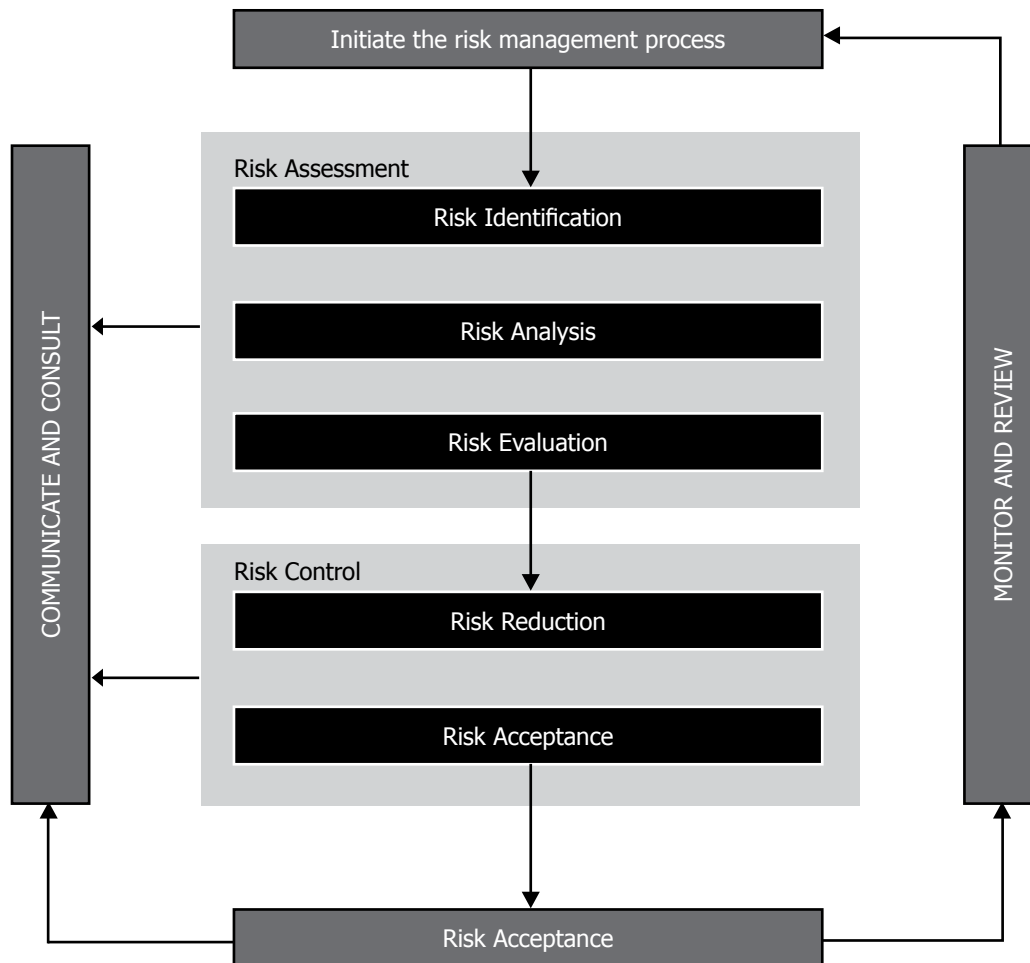 Initiate the risk management process
Risk Assessment
Risk Identification
Risk Analysis
Risk Evaluation
Risk Control
Risk Reduction
Risk Acceptance
Risk Acceptance
COMMUNICATE AND CONSULT
MONITOR AND REVIEW